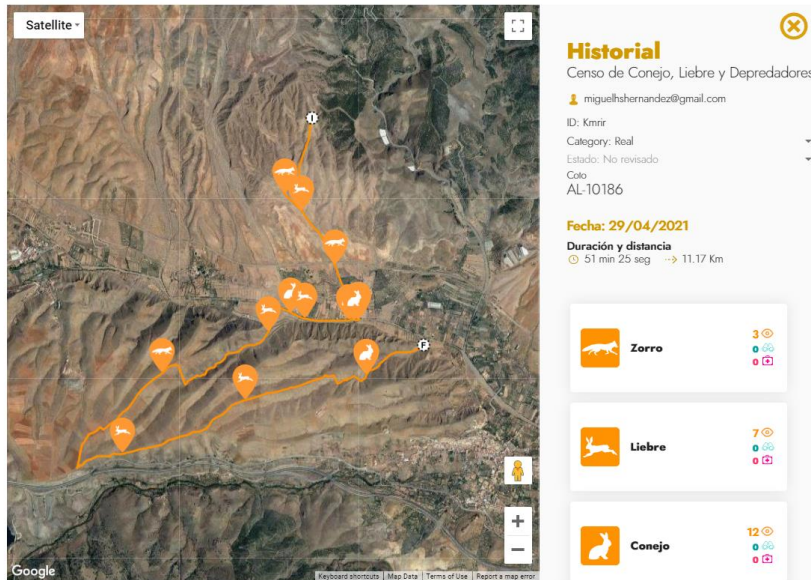 Satellite
I
F
Google
Keyboard shortcuts
Map Data
Terms of Use
Report a map error
Historial
Censo de Conejo, Liebre y Depredadores
miguelhshernandez@gmail.com
ID: Kmrir
Category: Real
Estado: No revisado
Coto
AL-10186
Fecha: 29/04/2021
Duración y distancia
51 min 25 seg 11.17 Km
Zorro
3
0
0
Liebre
7
0
0
Conejo
12
0
0